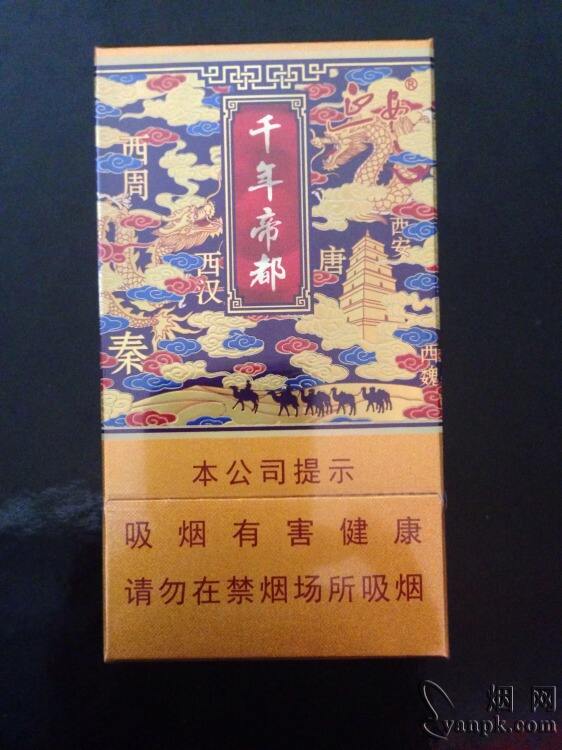 延安®
千年帝都
西周
西安
唐
西汉
秦
西魏
本公司提示
吸烟有害健康
请勿在禁烟场所吸烟
烟网
yanpk.com